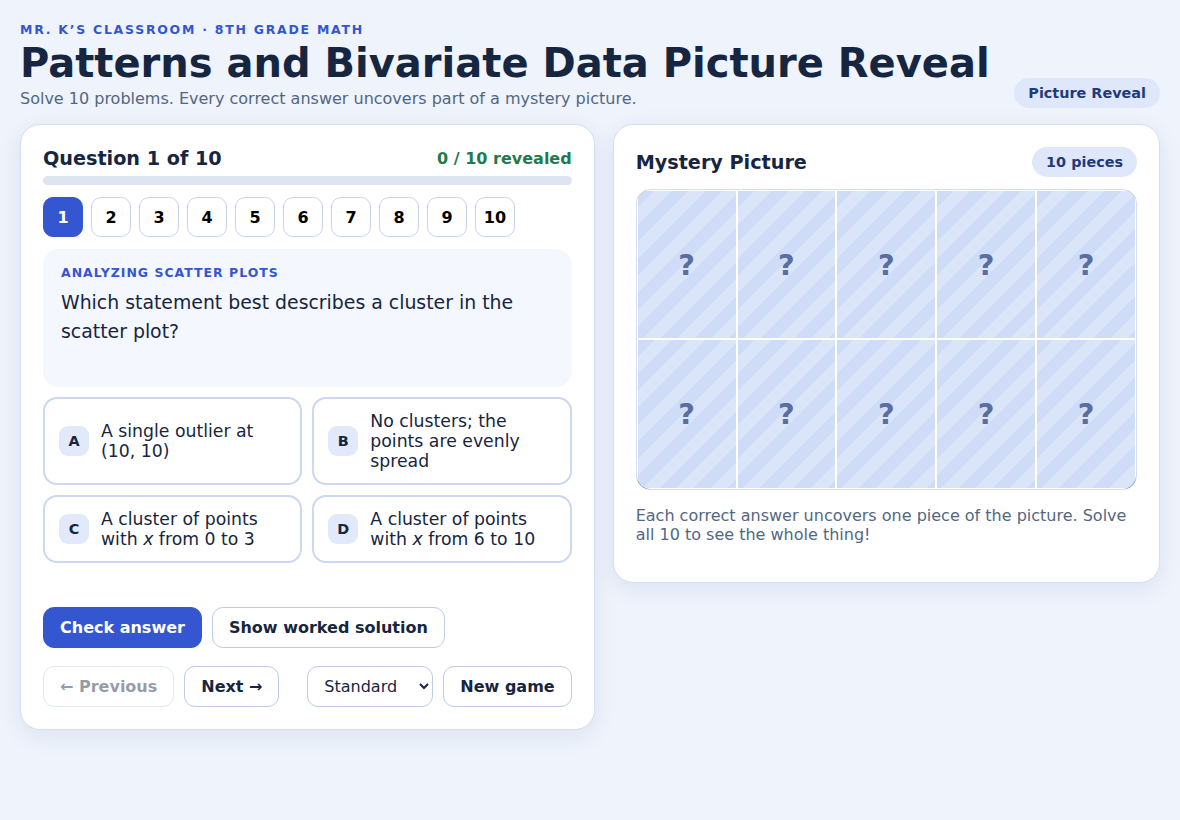 MR. K’S CLASSROOM · 8TH GRADE MATH
Patterns and Bivariate Data Picture Reveal
Solve 10 problems. Every correct answer uncovers part of a mystery picture.
Picture Reveal
Question 1 of 10
0 / 10 revealed
1 2 3 4 5 6 7 8 9 10
ANALYZING SCATTER PLOTS
Which statement best describes a cluster in the
scatter plot?
A
A single outlier at
(10, 10)
B
No clusters; the
points are evenly
spread
C
A cluster of points
with x from 0 to 3
D
A cluster of points
with x from 6 to 10
Check answer
Show worked solution
← Previous
Next →
Standard
New game
Mystery Picture
10 pieces
? ? ? ? ?
? ? ? ? ?
Each correct answer uncovers one piece of the picture. Solve
all 10 to see the whole thing!